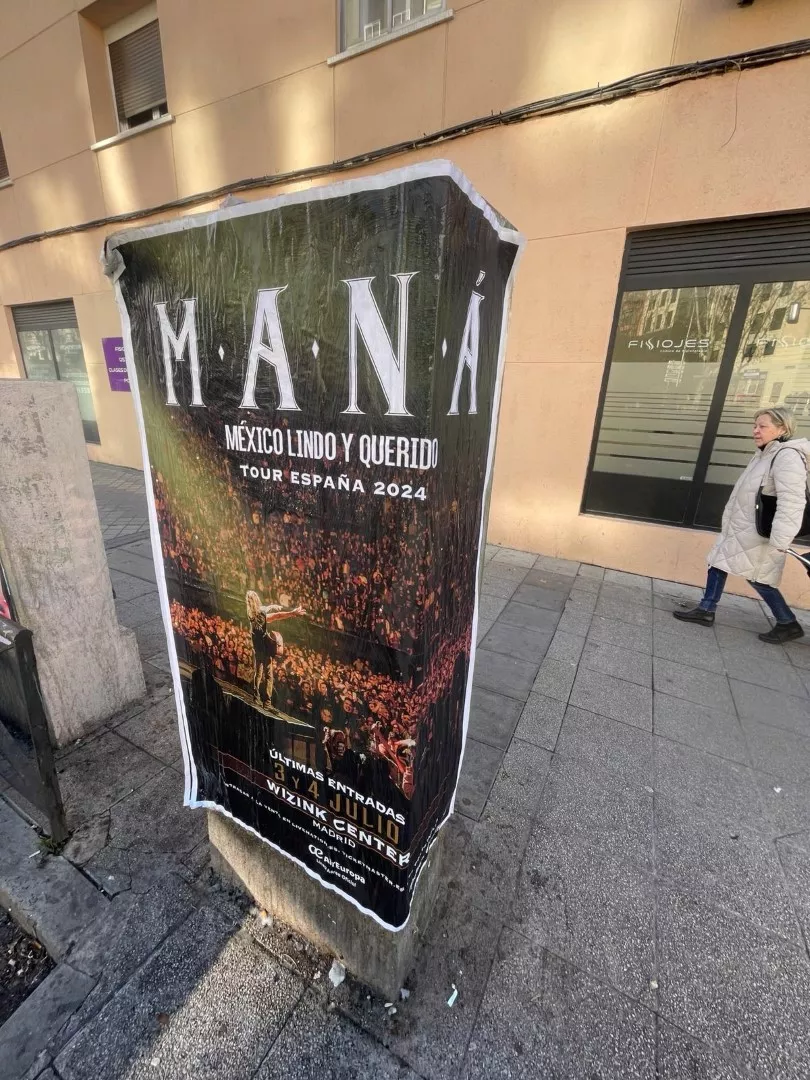 M·A·N·Á
MÉXICO LINDO Y QUERIDO
TOUR ESPAÑA 2024
ÚLTIMAS ENTRADAS
3 Y 4 JULIO
WIZINK CENTER
MADRID
AirEuropa
FISIOJES